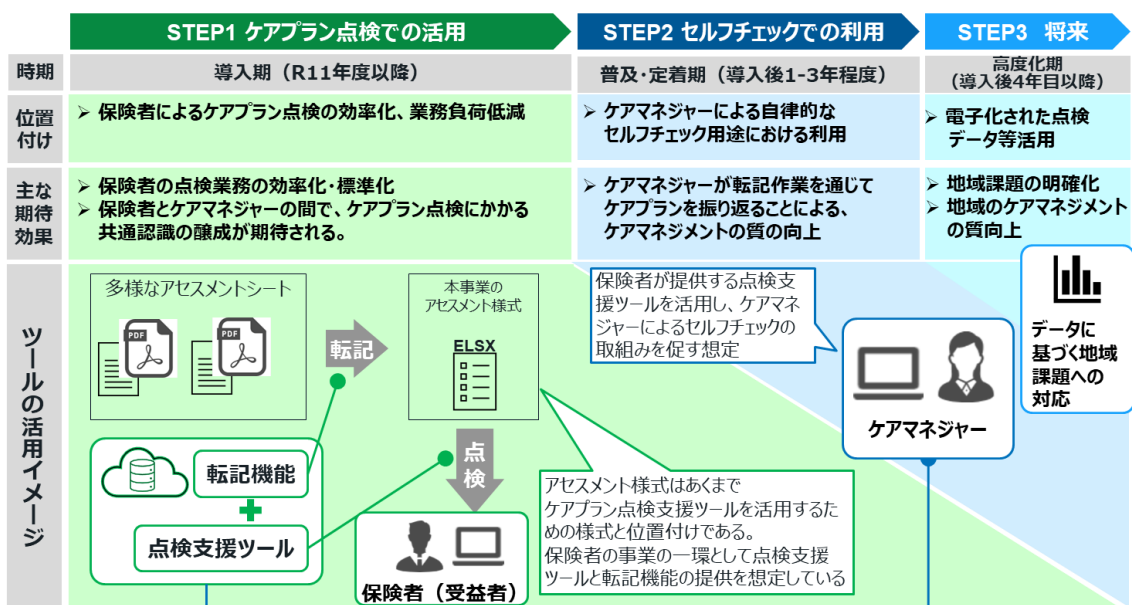 STEP1 ケアプラン点検での活用
STEP2 セルフチェックでの利用
STEP3 将来
時期
導入期（R11年度以降）
普及・定着期（導入後1-3年程度）
高度化期
（導入後4年目以降）
位置
付け
➢ 保険者によるケアプラン点検の効率化、業務負荷低減
➢ ケアマネジャーによる自律的な
セルフチェック用途における利用
➢ 電子化された点検
データ等活用
主な
期待
効果
➢ 保険者の点検業務の効率化・標準化
➢ 保険者とケアマネジャーの間で、ケアプラン点検にかかる
共通認識の醸成が期待される。
➢ ケアマネジャーが転記作業を通じて
ケアプランを振り返ることによる、
ケアマネジメントの質の向上
➢ 地域課題の明確化
➢ 地域のケアマネジメント
の質向上
ツールの活用イメージ
多様なアセスメントシート
PDF
PDF
転記
本事業の
アセスメント様式
ELSX
点検
転記機能
+
点検支援ツール
保険者（受益者）
保険者が提供する点検支
援ツールを活用し、ケアマネ
ジャーによるセルフチェックの
取組みを促す想定
アセスメント様式はあくまで
ケアプラン点検支援ツールを活用するた
めの様式と位置付けである。
保険者の事業の一環として点検支援
ツールと転記機能の提供を想定している
ケアマネジャー
データに
基づく地域
課題への
対応